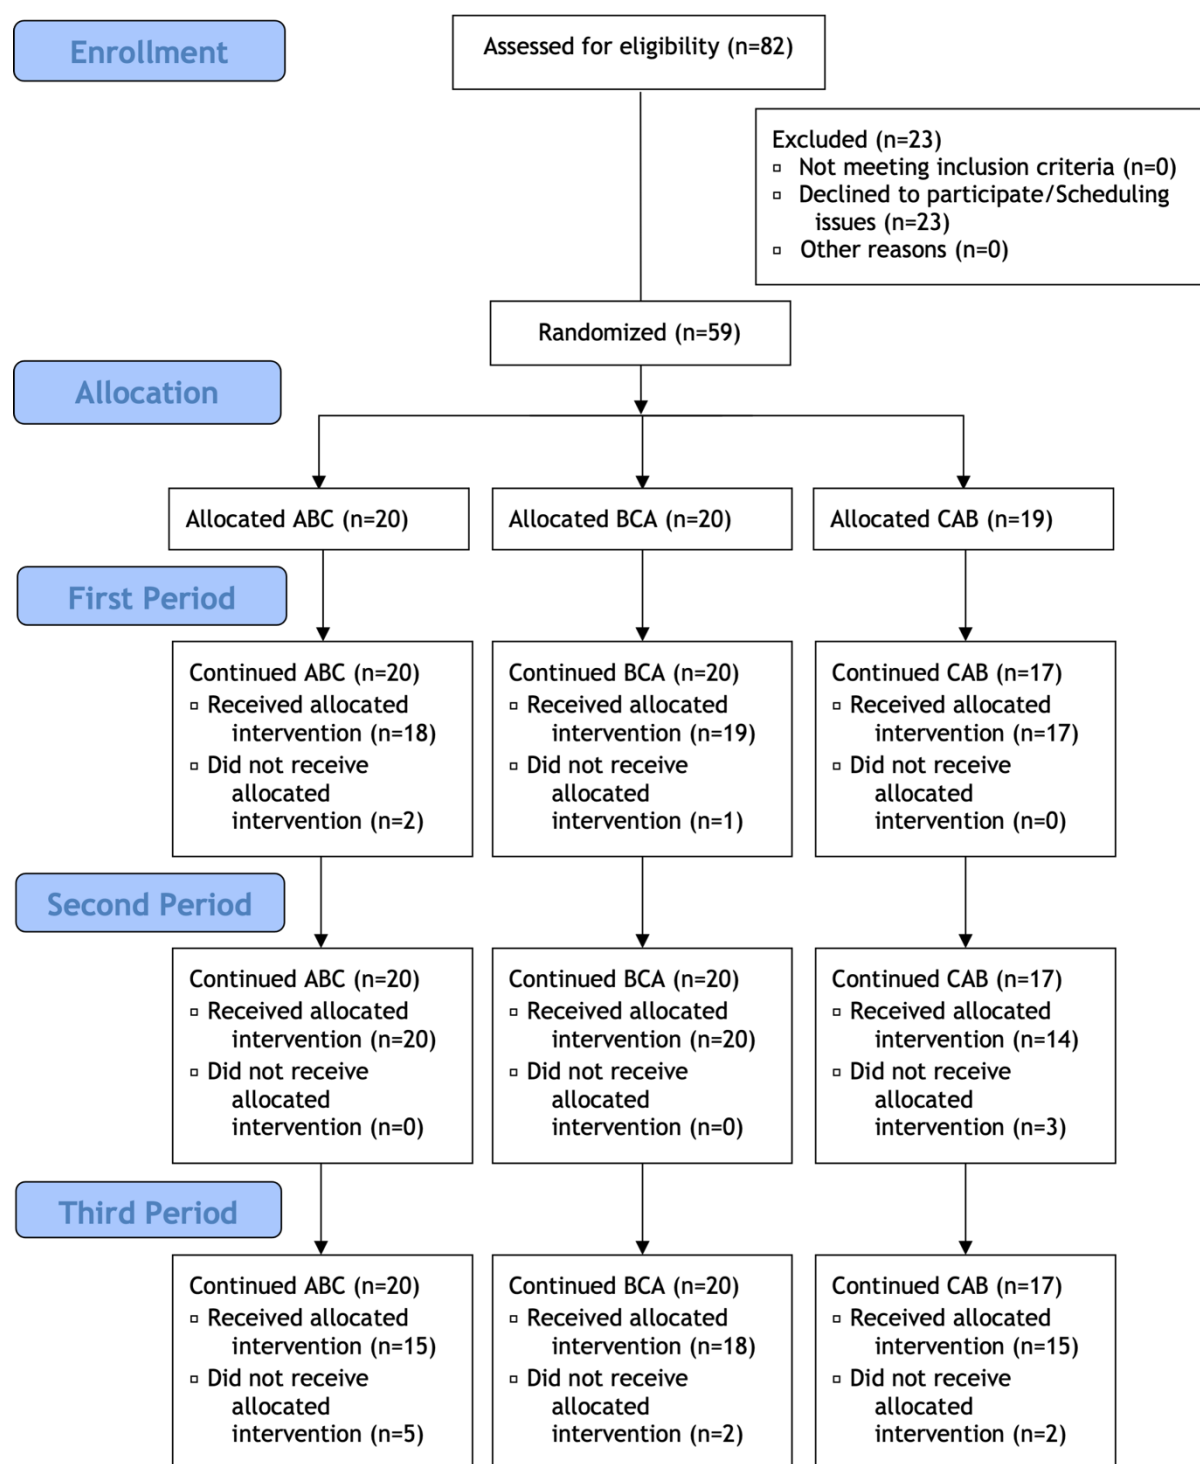 Enrollment
Assessed for eligibility (n=82)
Excluded (n=23)
▫ Not meeting inclusion criteria (n=0)
▫ Declined to participate/Scheduling
issues (n=23)
▫ Other reasons (n=0)
Randomized (n=59)
Allocation
Allocated ABC (n=20)
Allocated BCA (n=20)
Allocated CAB (n=19)
First Period
Continued ABC (n=20)
▫ Received allocated
intervention (n=18)
▫ Did not receive
allocated
intervention (n=2)
Continued BCA (n=20)
▫ Received allocated
intervention (n=19)
▫ Did not receive
allocated
intervention (n=1)
Continued CAB (n=17)
▫ Received allocated
intervention (n=17)
▫ Did not receive
allocated
intervention (n=0)
Second Period
Continued ABC (n=20)
▫ Received allocated
intervention (n=20)
▫ Did not receive
allocated
intervention (n=0)
Continued BCA (n=20)
▫ Received allocated
intervention (n=20)
▫ Did not receive
allocated
intervention (n=0)
Continued CAB (n=17)
▫ Received allocated
intervention (n=14)
▫ Did not receive
allocated
intervention (n=3)
Third Period
Continued ABC (n=20)
▫ Received allocated
intervention (n=15)
▫ Did not receive
allocated
intervention (n=5)
Continued BCA (n=20)
▫ Received allocated
intervention (n=18)
▫ Did not receive
allocated
intervention (n=2)
Continued CAB (n=17)
▫ Received allocated
intervention (n=15)
▫ Did not receive
allocated
intervention (n=2)